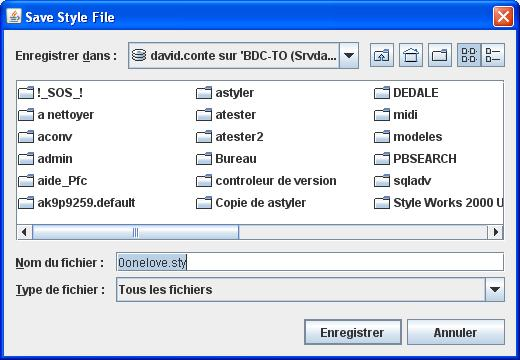 Save Style File
Enregistrer dans : david.conte sur 'BDC-TO (Srvda...
!_SOS_! astyler DEDALE
a nettoyer atester midi
aconv atester2 modeles
admin Bureau PBSEARCH
aide_Pfc controleur de version sqladv
ak9p9259.default Copie de astyler Style Works 2000 U
Nom du fichier : 0onelove.sty
Type de fichier : Tous les fichiers
Enregistrer Annuler